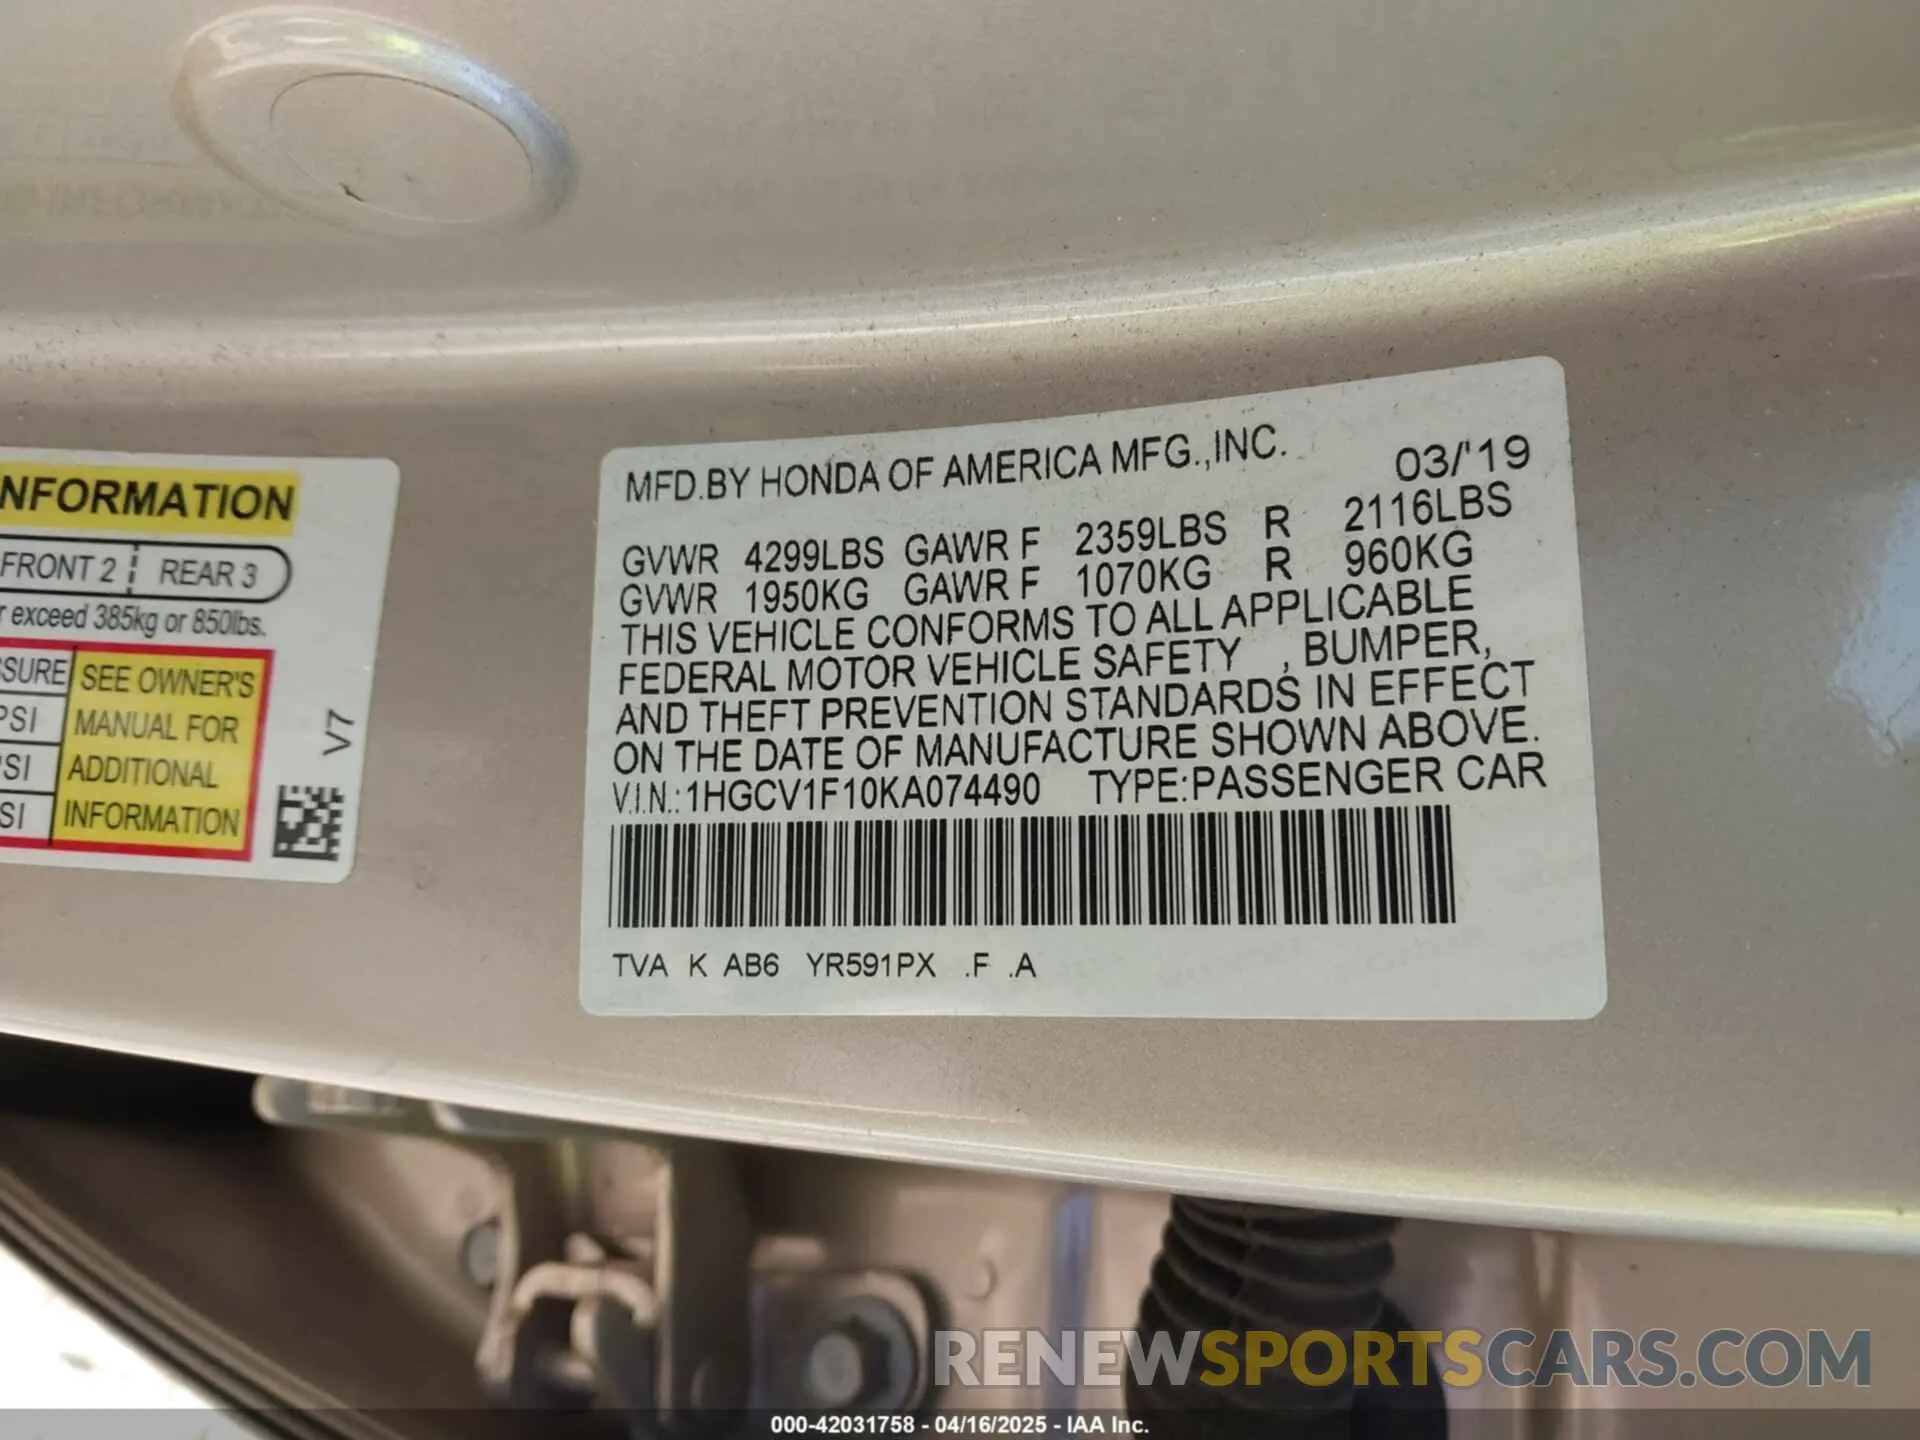 NFORMATION
FRONT 2 REAR 3
r exceed 385kg or 850lbs.
SSURE
PSI
PSI
SI
SEE OWNER'S
MANUAL FOR
ADDITIONAL
INFORMATION
V7
MFD.BY HONDA OF AMERICA MFG.,INC. 03/'19
GVWR 4299LBS GAWR F 2359LBS R 2116LBS
GVWR 1950KG GAWR F 1070KG R 960KG
THIS VEHICLE CONFORMS TO ALL APPLICABLE
FEDERAL MOTOR VEHICLE SAFETY , BUMPER,
AND THEFT PREVENTION STANDARDS IN EFFECT
ON THE DATE OF MANUFACTURE SHOWN ABOVE.
V.I.N.:1HGCV1F10KA074490 TYPE:PASSENGER CAR
TVA K AB6 YR591PX .F .A
RENEWSPORTSCARS.COM
000-42031758 - 04/16/2025 - IAA Inc.